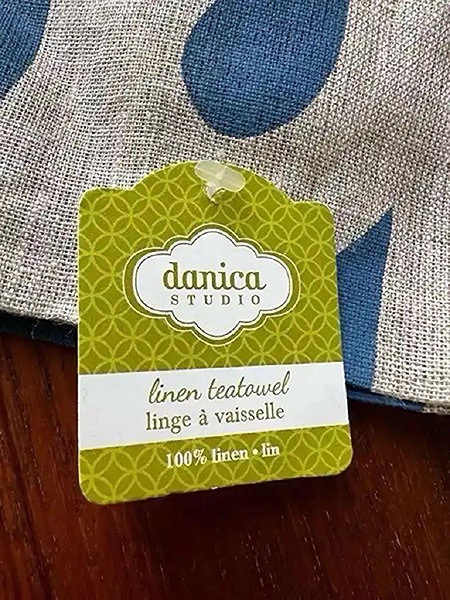 danica
STUDIO
linen teatowel
linge à vaisselle
100% linen • lin